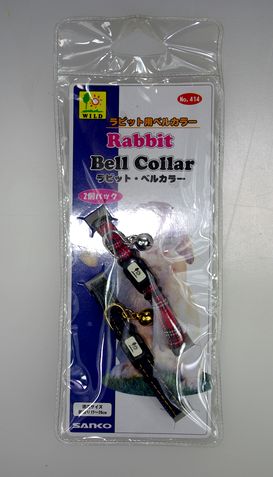 WILD
No. 414
ラビット用ベルカラー
Rabbit
Bell Collar
ラビット・ベルカラー
2個パック
SANKO